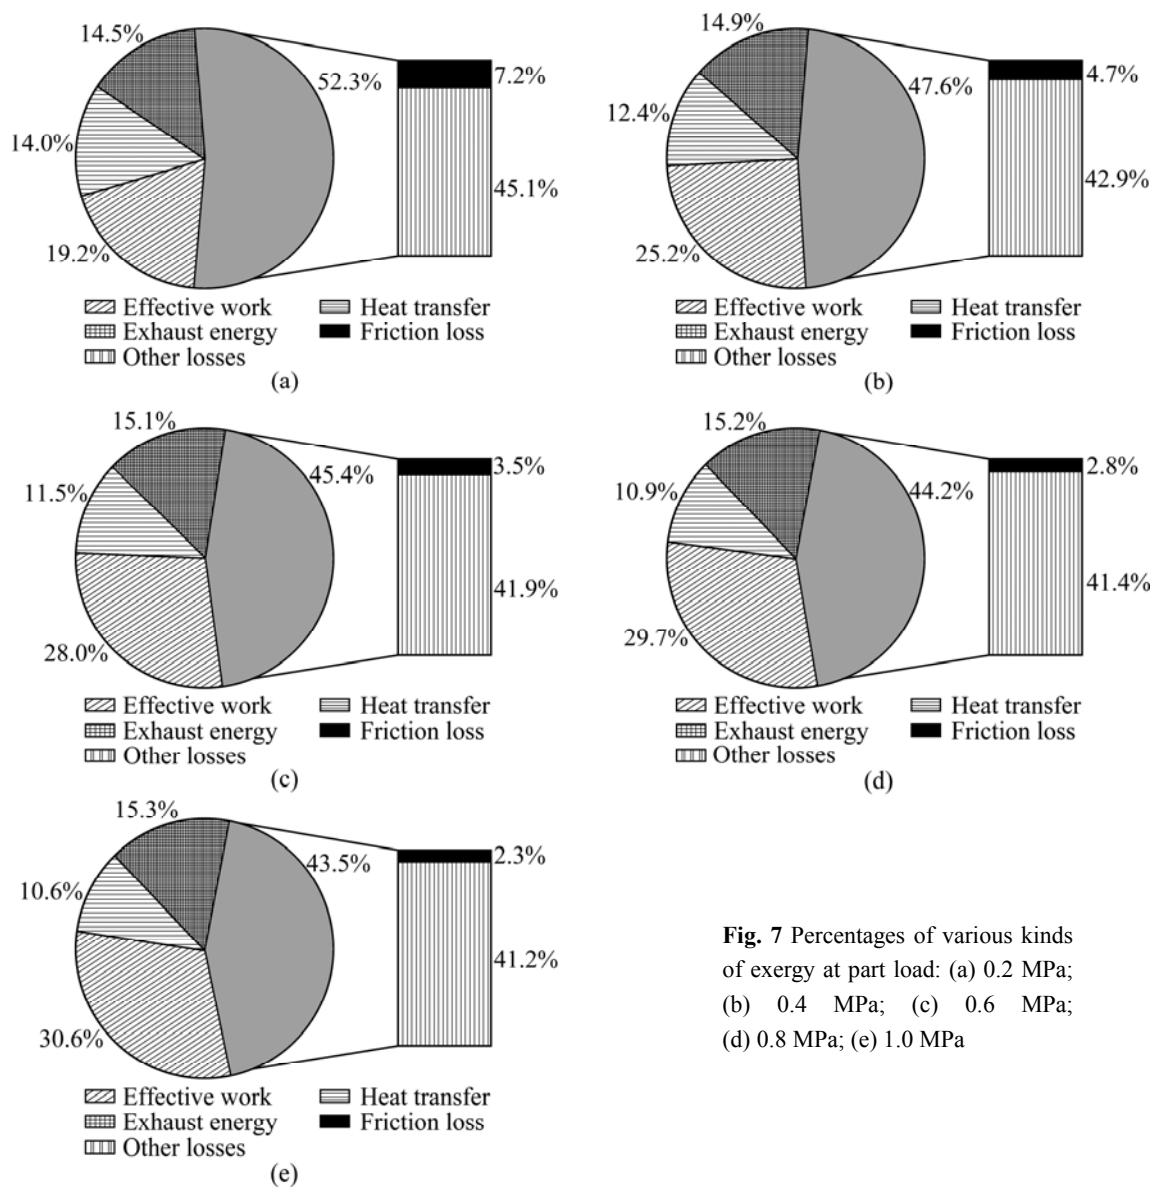 14.5%
52.3%
7.2%
14.0%
45.1%
19.2%
Effective work
Heat transfer
Exhaust energy
Friction loss
Other losses
(a)
14.9%
47.6%
4.7%
12.4%
42.9%
25.2%
Effective work
Heat transfer
Exhaust energy
Friction loss
Other losses
(b)
15.1%
45.4%
3.5%
11.5%
41.9%
28.0%
Effective work
Heat transfer
Exhaust energy
Friction loss
Other losses
(c)
15.2%
44.2%
2.8%
10.9%
41.4%
29.7%
Effective work
Heat transfer
Exhaust energy
Friction loss
Other losses
(d)
15.3%
43.5%
2.3%
10.6%
41.2%
30.6%
Effective work
Heat transfer
Exhaust energy
Friction loss
Other losses
(e)
Fig. 7 Percentages of various kinds
of exergy at part load: (a) 0.2 MPa;
(b) 0.4 MPa; (c) 0.6 MPa;
(d) 0.8 MPa; (e) 1.0 MPa